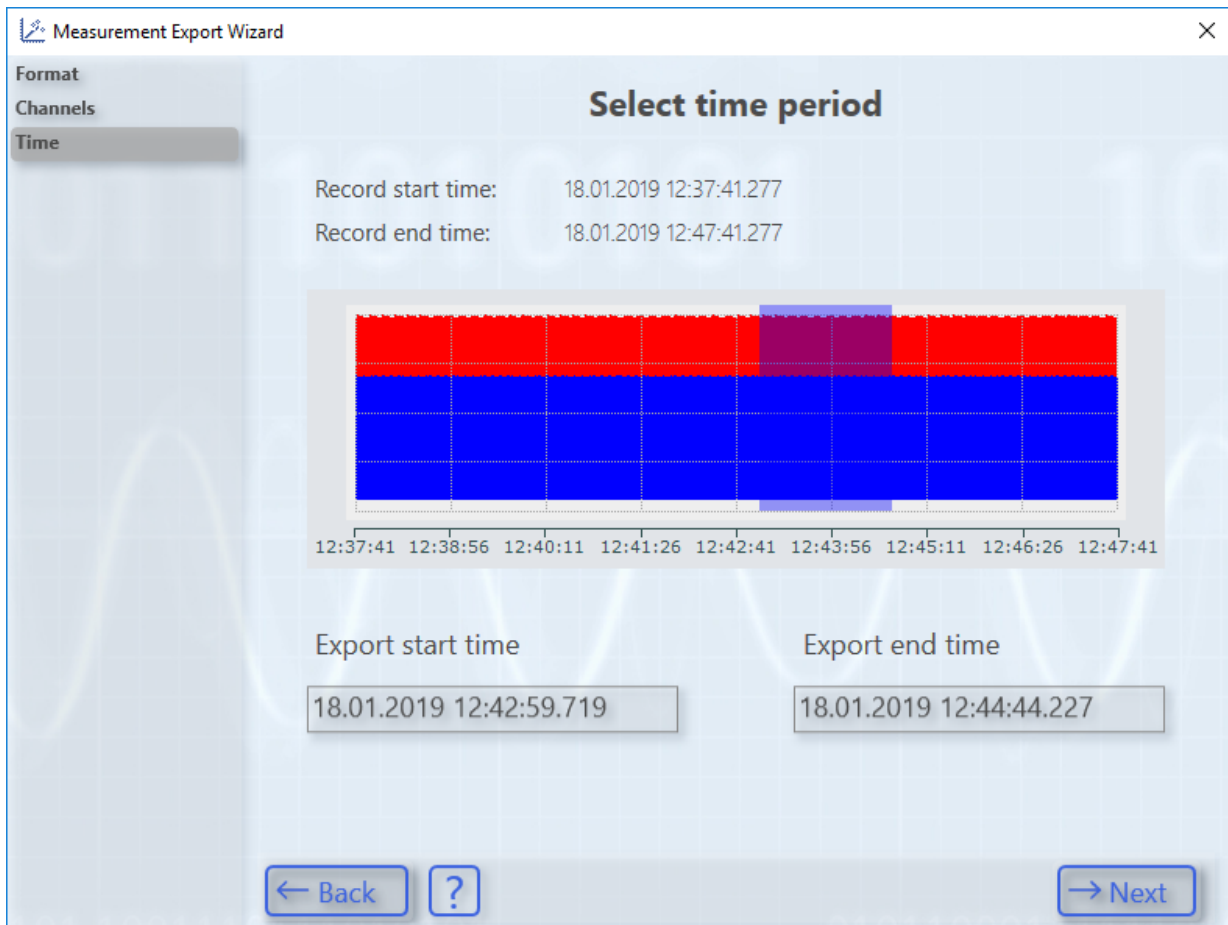 Measurement Export Wizard
Format
Channels
Time
Select time period
Record start time: 18.01.2019 12:37:41.277
Record end time: 18.01.2019 12:47:41.277
12:37:41 12:38:56 12:40:11 12:41:26 12:42:41 12:43:56 12:45:11 12:46:26 12:47:41
Export start time Export end time
18.01.2019 12:42:59.719 18.01.2019 12:44:44.227
← Back ? → Next